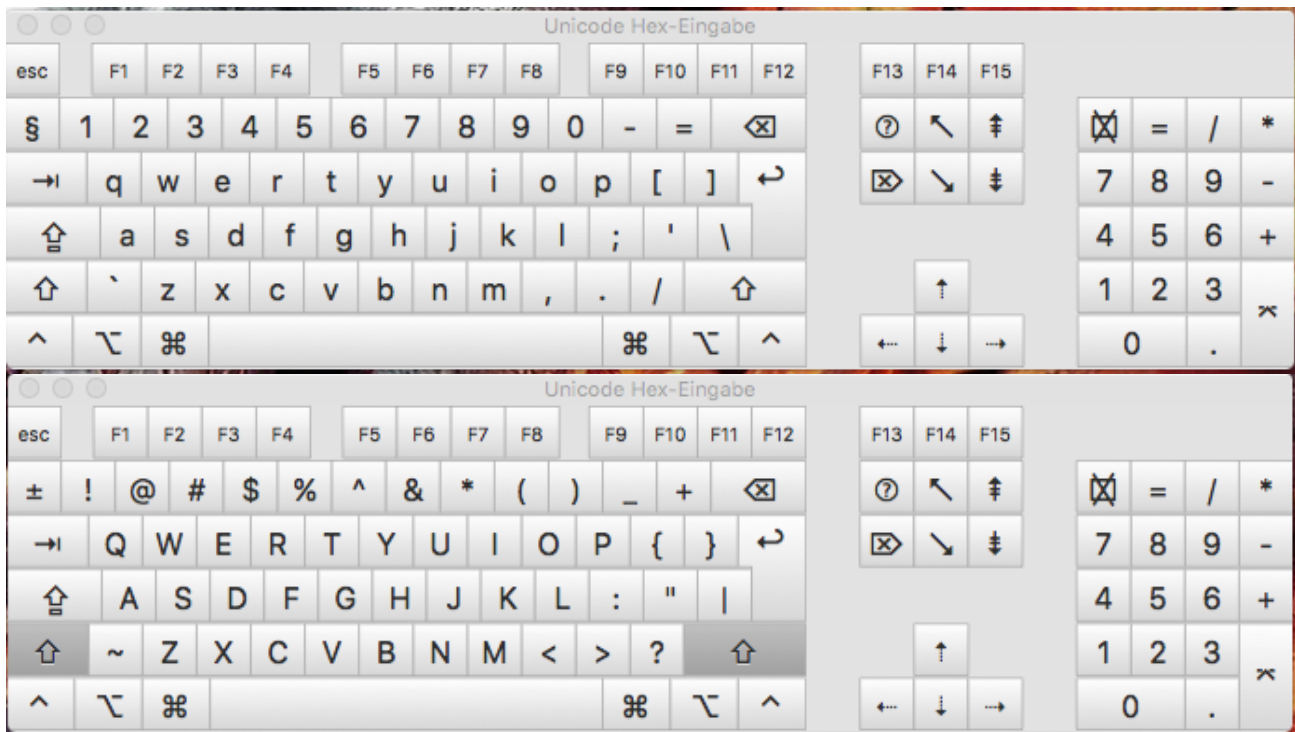 Unicode Hex-Eingabe
esc F1 F2 F3 F4 F5 F6 F7 F8 F9 F10 F11 F12 F13 F14 F15
§ 1 2 3 4 5 6 7 8 9 0 - = ⌫ ? ↖ ⇞ = / *
⇥ q w e r t y u i o p [ ] ↩ ⌦ ↘ ⇟ 7 8 9 -
⇪ a s d f g h j k l ; ' \ 4 5 6 +
⇧ ` z x c v b n m , . / ⇧ ⇡ 1 2 3 ⌤
^ ⌥ ⌘ ⌘ ⌥ ^ ⇠ ⇣ ⇢ 0 .
Unicode Hex-Eingabe
esc F1 F2 F3 F4 F5 F6 F7 F8 F9 F10 F11 F12 F13 F14 F15
± ! @ # $ % ^ & * ( ) _ + ⌫ ? ↖ ⇞ = / *
⇥ Q W E R T Y U I O P { } ↩ ⌦ ↘ ⇟ 7 8 9 -
⇪ A S D F G H J K L : " | 4 5 6 +
⇧ ~ Z X C V B N M < > ? ⇧ ⇡ 1 2 3 ⌤
^ ⌥ ⌘ ⌘ ⌥ ^ ⇠ ⇣ ⇢ 0 .